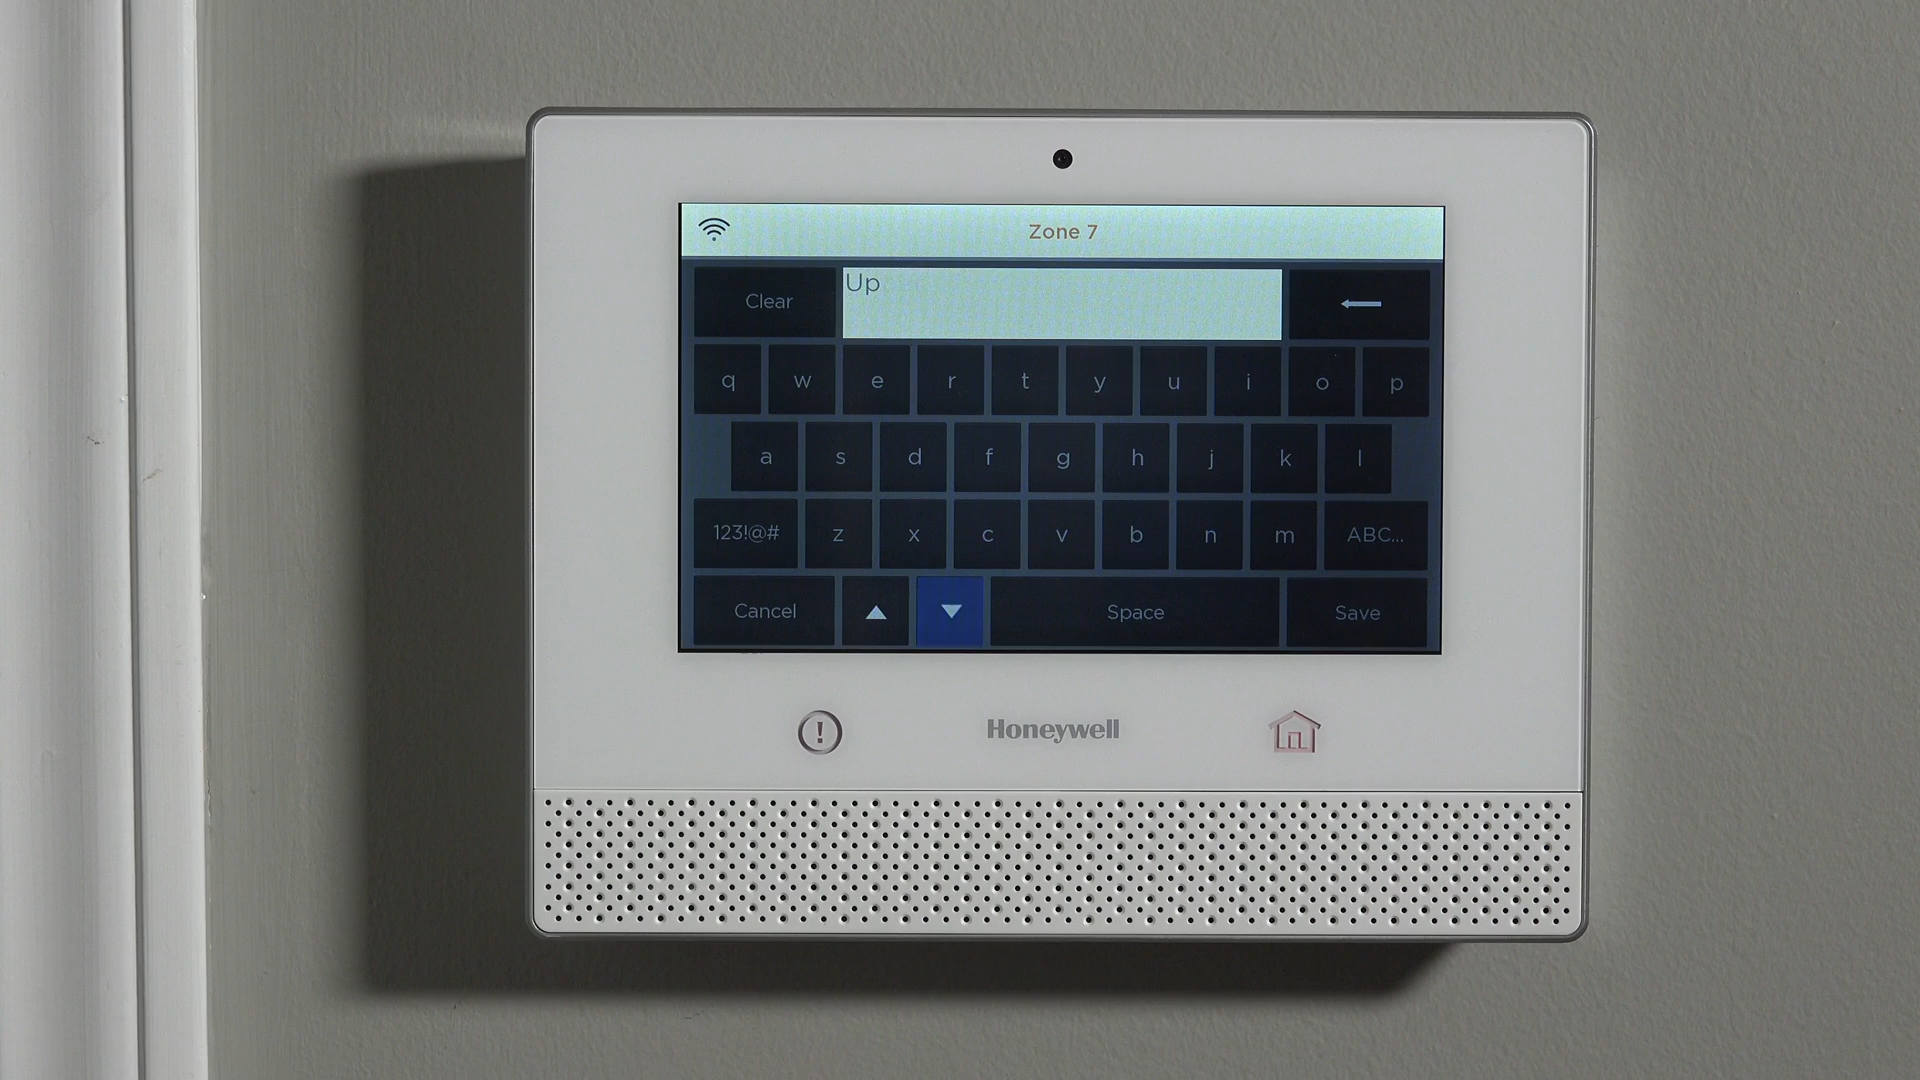 Zone 7
Clear Up
q w e r t y u i o p
a s d f g h j k l
123!@# z x c v b n m ABC...
Cancel Space Save
Honeywell